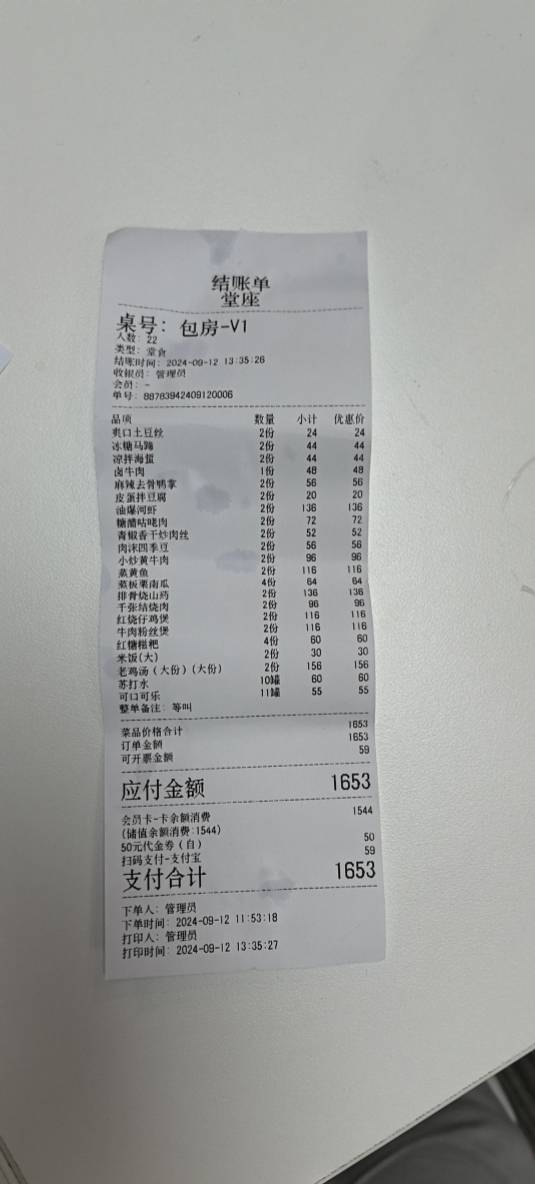 结账单
堂座
桌号: 包房-V1
人数: 22
类型: 堂食
结账时间: 2024-09-12 13:35:26
收银员: 管理员
会员: -
单号: 88783942409120006
品项 数量 小计 优惠价
爽口土豆丝 2份 24 24
冰糖马蹄 2份 44 44
凉拌海蜇 2份 44 44
卤牛肉 1份 48 48
麻辣去骨鸭掌 2份 56 56
皮蛋拌豆腐 2份 20 20
油爆河虾 2份 136 136
糖醋咕咾肉 2份 72 72
青椒香干炒肉丝 2份 52 52
肉沫四季豆 2份 56 56
小炒黄牛肉 2份 96 96
蒸黄鱼 2份 116 116
蒸板栗南瓜 4份 64 64
排骨烧山药 2份 136 136
千张结烧肉 2份 96 96
红烧仔鸡煲 2份 116 116
牛肉粉丝煲 2份 116 116
红糖糍粑 4份 60 60
米饭(大) 2份 30 30
老鸡汤(大份)(大份) 2份 156 156
苏打水 10罐 60 60
可口可乐 11罐 55 55
整单备注: 等叫
菜品价格合计 1653
订单金额 1653
可开票金额 59
应付金额 1653
会员卡-卡余额消费 1544
(储值余额消费:1544)
50元代金券(自) 50
扫码支付-支付宝 59
支付合计 1653
下单人: 管理员
下单时间: 2024-09-12 11:53:18
打印人: 管理员
打印时间: 2024-09-12 13:35:27